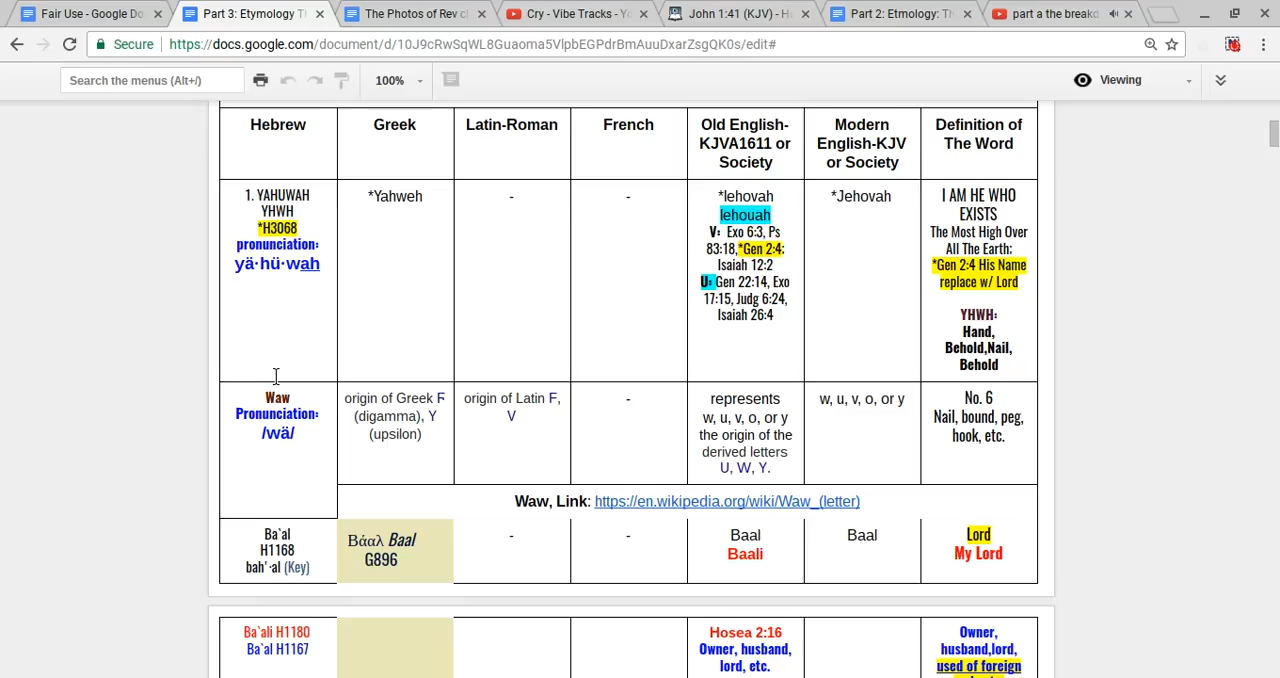 Fair Use - Google Do
Part 3: Etymology T
The Photos of Rev c
Cry - Vibe Tracks - Y
John 1:41 (KJV) - H
Part 2: Etmology: T
part a the breakd
Secure
https://docs.google.com/document/d/10J9cRwSqWL8Guaoma5VlpbEGPdrBmAuuDxarZsgQK0s/edit#
Search the menus (Alt+/)
100%
Viewing
Hebrew
Greek
Latin-Roman
French
Old English-
KJVA1611 or
Society
Modern
English-KJV
or Society
Definition of
The Word
1. YAHUWAH
YHWH
*H3068
pronunciation:
yä·hü·wah
*Yahweh
-
-
*Iehovah
Iehouah
V: Exo 6:3, Ps
83:18,*Gen 2:4;
Isaiah 12:2
U: Gen 22:14, Exo
17:15, Judg 6:24,
Isaiah 26:4
*Jehovah
I AM HE WHO
EXISTS
The Most High Over
All The Earth;
*Gen 2:4 His Name
replace w/ Lord
YHWH:
Hand,
Behold,Nail,
Behold
Waw
Pronunciation:
/wä/
origin of Greek F
(digamma), Y
(upsilon)
origin of Latin F,
V
-
represents
w, u, v, o, or y
the origin of the
derived letters
U, W, Y.
w, u, v, o, or y
No. 6
Nail, bound, peg,
hook, etc.
Waw, Link: https://en.wikipedia.org/wiki/Waw_(letter)
Ba`al
H1168
bah'·al (Key)
Βάαλ Baal
G896
-
-
Baal
Baali
Baal
Lord
My Lord
Ba`ali H1180
Ba`al H1167
Hosea 2:16
Owner, husband,
lord, etc.
Owner,
husband,lord,
used of foreign